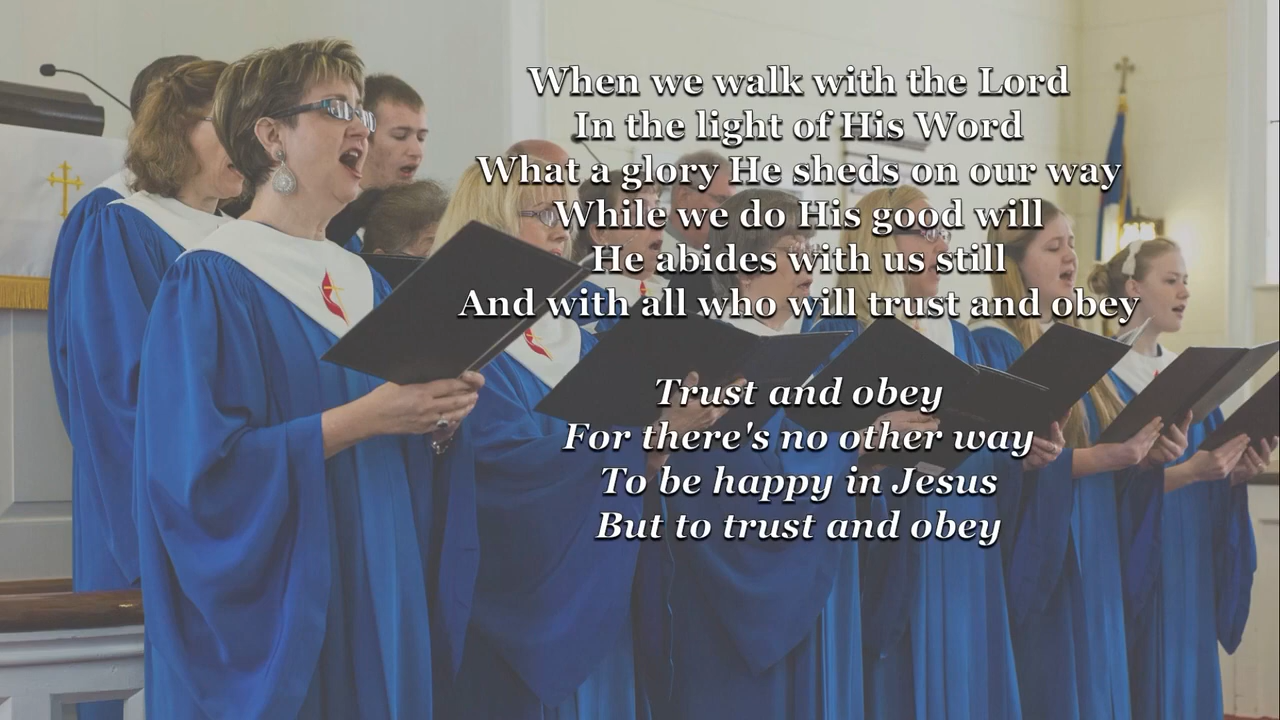 When we walk with the Lord
In the light of His Word
What a glory He sheds on our way
While we do His good will
He abides with us still
And with all who will trust and obey
Trust and obey
For there's no other way
To be happy in Jesus
But to trust and obey